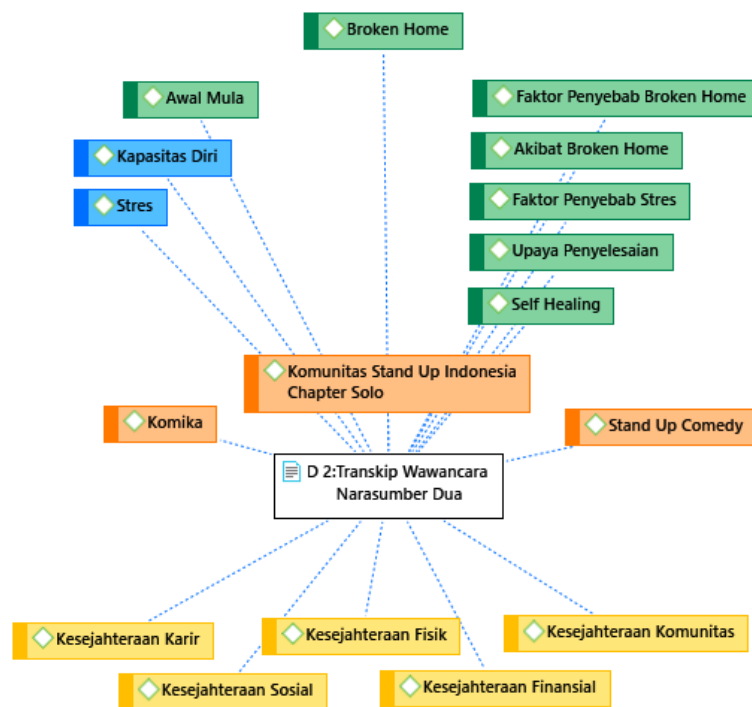 Broken Home
Awal Mula
Faktor Penyebab Broken Home
Kapasitas Diri
Akibat Broken Home
Stres
Faktor Penyebab Stres
Upaya Penyelesaian
Self Healing
Komunitas Stand Up Indonesia
Chapter Solo
Komika
Stand Up Comedy
D 2:Transkip Wawancara
Narasumber Dua
Kesejahteraan Karir
Kesejahteraan Fisik
Kesejahteraan Komunitas
Kesejahteraan Sosial
Kesejahteraan Finansial